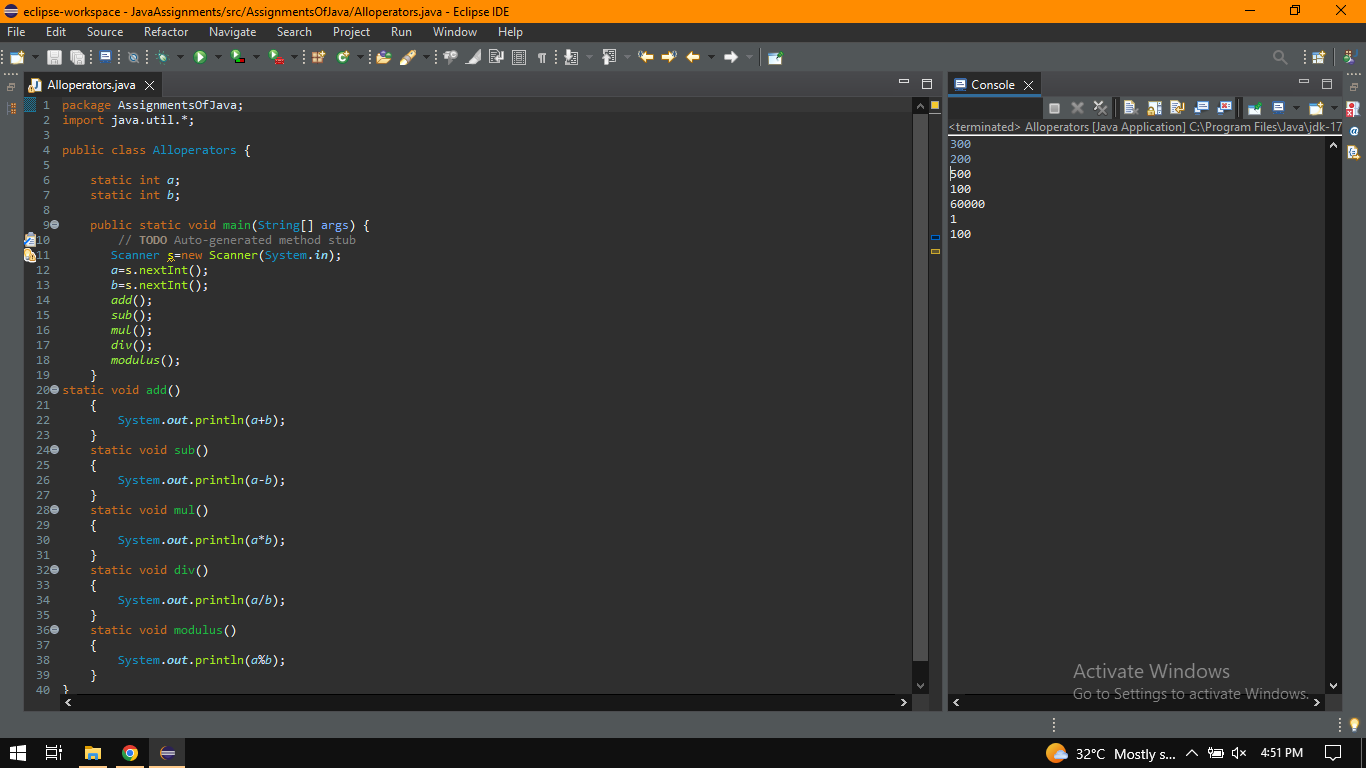 eclipse-workspace - JavaAssignments/src/AssignmentsOfJava/Alloperators.java - Eclipse IDE
File Edit Source Refactor Navigate Search Project Run Window Help
Alloperators.java
1 package AssignmentsOfJava;
2 import java.util.*;
3
4 public class Alloperators {
5
6 static int a;
7 static int b;
8
9 public static void main(String[] args) {
10 // TODO Auto-generated method stub
11 Scanner s=new Scanner(System.in);
12 a=s.nextInt();
13 b=s.nextInt();
14 add();
15 sub();
16 mul();
17 div();
18 modulus();
19 }
20 static void add()
21 {
22 System.out.println(a+b);
23 }
24 static void sub()
25 {
26 System.out.println(a-b);
27 }
28 static void mul()
29 {
30 System.out.println(a*b);
31 }
32 static void div()
33 {
34 System.out.println(a/b);
35 }
36 static void modulus()
37 {
38 System.out.println(a%b);
39 }
40 }
Console
<terminated> Alloperators [Java Application] C:\Program Files\Java\jdk-17
300
200
500
100
60000
1
100
Activate Windows
Go to Settings to activate Windows.
32°C Mostly s... 4:51 PM